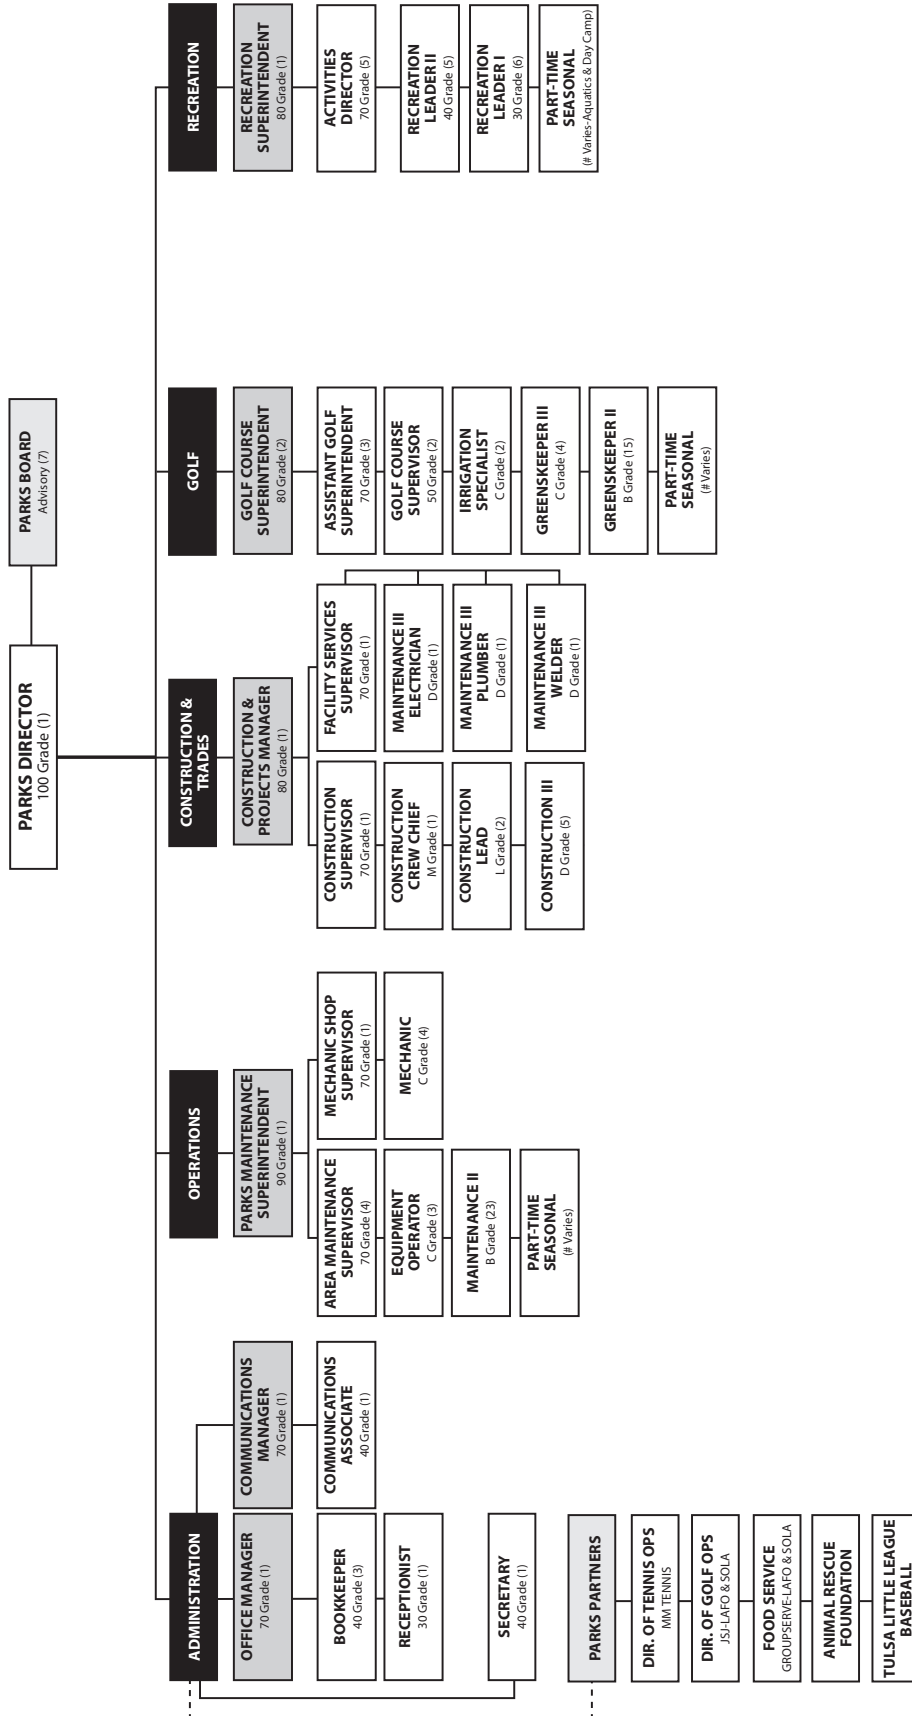 PARKS DIRECTOR
100 Grade (1)
PARKS BOARD
Advisory (7)
ADMINISTRATION
OFFICE MANAGER
70 Grade (1)
BOOKKEEPER
40 Grade (3)
RECEPTIONIST
30 Grade (1)
SECRETARY
40 Grade (1)
COMMUNICATIONS
MANAGER
70 Grade (1)
COMMUNICATIONS
ASSOCIATE
40 Grade (1)
PARKS PARTNERS
DIR. OF TENNIS OPS
MM TENNIS
DIR. OF GOLF OPS
JSJ-LAFO & SOLA
FOOD SERVICE
GROUPSERVE-LAFO & SOLA
ANIMAL RESCUE
FOUNDATION
TULSA LITTLE LEAGUE
BASEBALL
OPERATIONS
PARKS MAINTENANCE
SUPERINTENDENT
90 Grade (1)
AREA MAINTENANCE
SUPERVISOR
70 Grade (4)
EQUIPMENT
OPERATOR
C Grade (3)
MAINTENANCE II
B Grade (23)
PART-TIME
SEASONAL
(# Varies)
MECHANIC SHOP
SUPERVISOR
70 Grade (1)
MECHANIC
C Grade (4)
CONSTRUCTION &
TRADES
CONSTRUCTION &
PROJECTS MANAGER
80 Grade (1)
CONSTRUCTION
SUPERVISOR
70 Grade (1)
CONSTRUCTION
CREW CHIEF
M Grade (1)
CONSTRUCTION
LEAD
L Grade (2)
CONSTRUCTION III
D Grade (5)
FACILITY SERVICES
SUPERVISOR
70 Grade (1)
MAINTENANCE III
ELECTRICIAN
D Grade (1)
MAINTENANCE III
PLUMBER
D Grade (1)
MAINTENANCE III
WELDER
D Grade (1)
GOLF
GOLF COURSE
SUPERINTENDENT
80 Grade (2)
ASSISTANT GOLF
SUPERINTENDENT
70 Grade (3)
GOLF COURSE
SUPERVISOR
50 Grade (2)
IRRIGATION
SPECIALIST
C Grade (2)
GREENSKEEPER III
C Grade (4)
GREENSKEEPER II
B Grade (15)
PART-TIME
SEASONAL
(# Varies)
RECREATION
RECREATION
SUPERINTENDENT
80 Grade (1)
ACTIVITIES
DIRECTOR
70 Grade (5)
RECREATION
LEADER II
40 Grade (5)
RECREATION
LEADER I
30 Grade (6)
PART-TIME
SEASONAL
(# Varies-Aquatics & Day Camp)